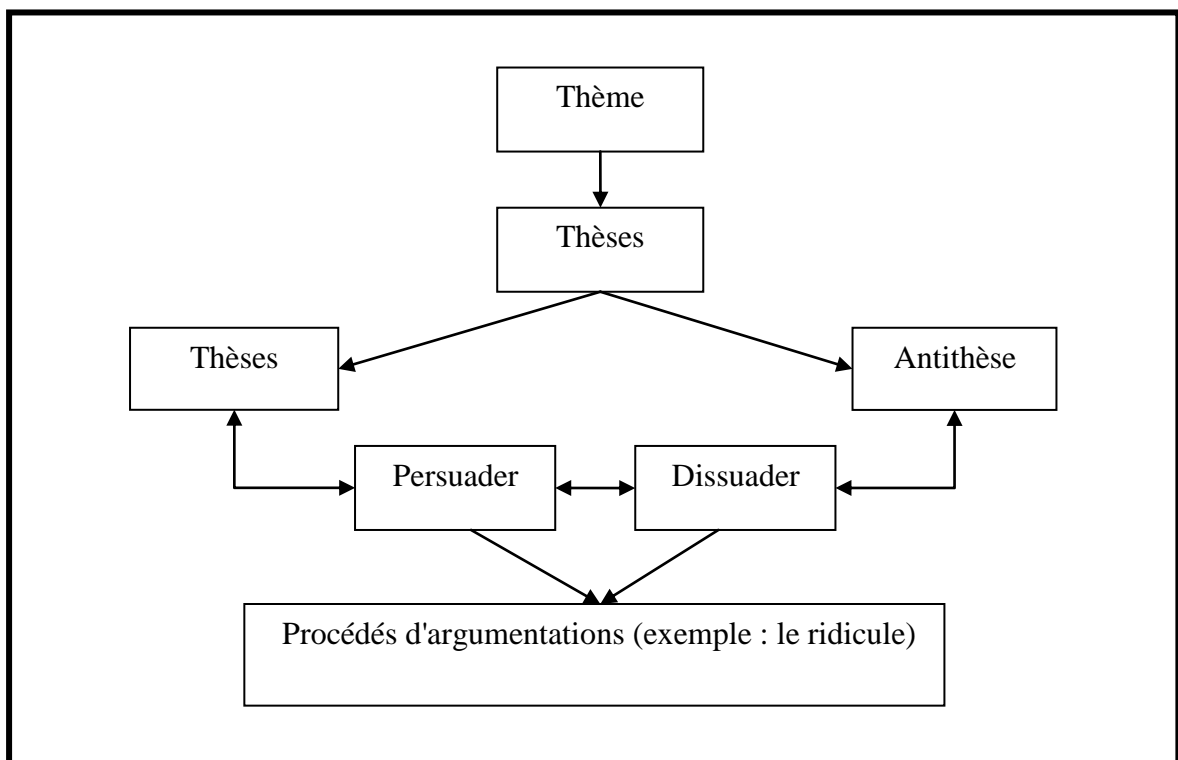 Thème
Thèses
Thèses
Antithèse
Persuader
Dissuader
Procédés d'argumentations (exemple : le ridicule)